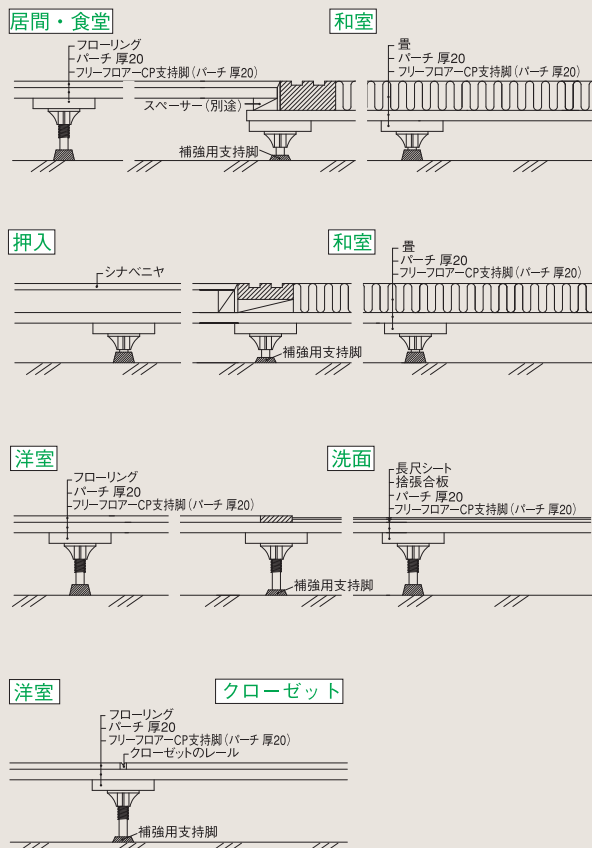 居間・食堂
フローリング
パーチ 厚20
フリーフロアーCP支持脚（パーチ 厚20）
スペーサー（別途）
補強用支持脚
和室
畳
パーチ 厚20
フリーフロアーCP支持脚（パーチ 厚20）
押入
シナベニヤ
補強用支持脚
和室
畳
パーチ 厚20
フリーフロアーCP支持脚（パーチ 厚20）
洋室
フローリング
パーチ 厚20
フリーフロアーCP支持脚（パーチ 厚20）
補強用支持脚
洗面
長尺シート
捨張合板
パーチ 厚20
フリーフロアーCP支持脚（パーチ 厚20）
洋室
クローゼット
フローリング
パーチ 厚20
フリーフロアーCP支持脚（パーチ 厚20）
クローゼットのレール
補強用支持脚